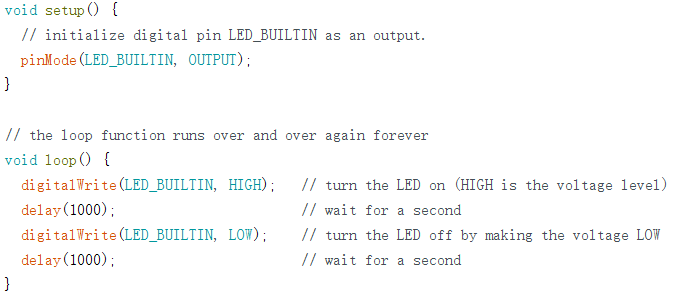 void setup() {
  // initialize digital pin LED_BUILTIN as an output.
  pinMode(LED_BUILTIN, OUTPUT);
}

// the loop function runs over and over again forever
void loop() {
  digitalWrite(LED_BUILTIN, HIGH);   // turn the LED on (HIGH is the voltage level)
  delay(1000);                       // wait for a second
  digitalWrite(LED_BUILTIN, LOW);    // turn the LED off by making the voltage LOW
  delay(1000);                       // wait for a second
}